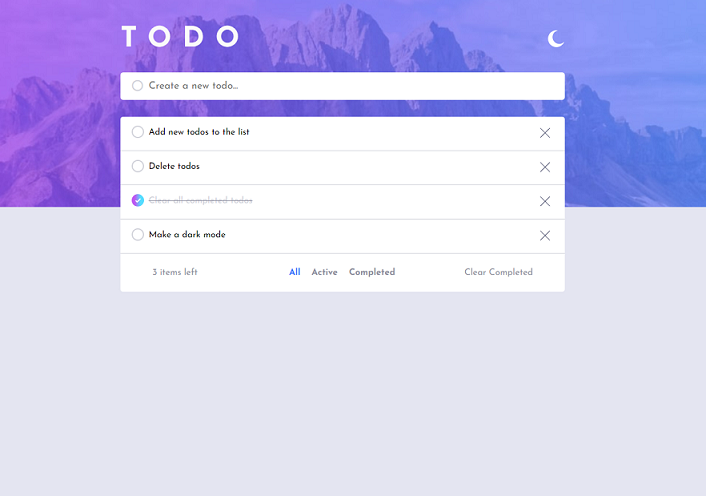 TODO
Create a new todo...
Add new todos to the list
Delete todos
Clear all completed todos
Make a dark mode
3 items left All Active Completed Clear Completed